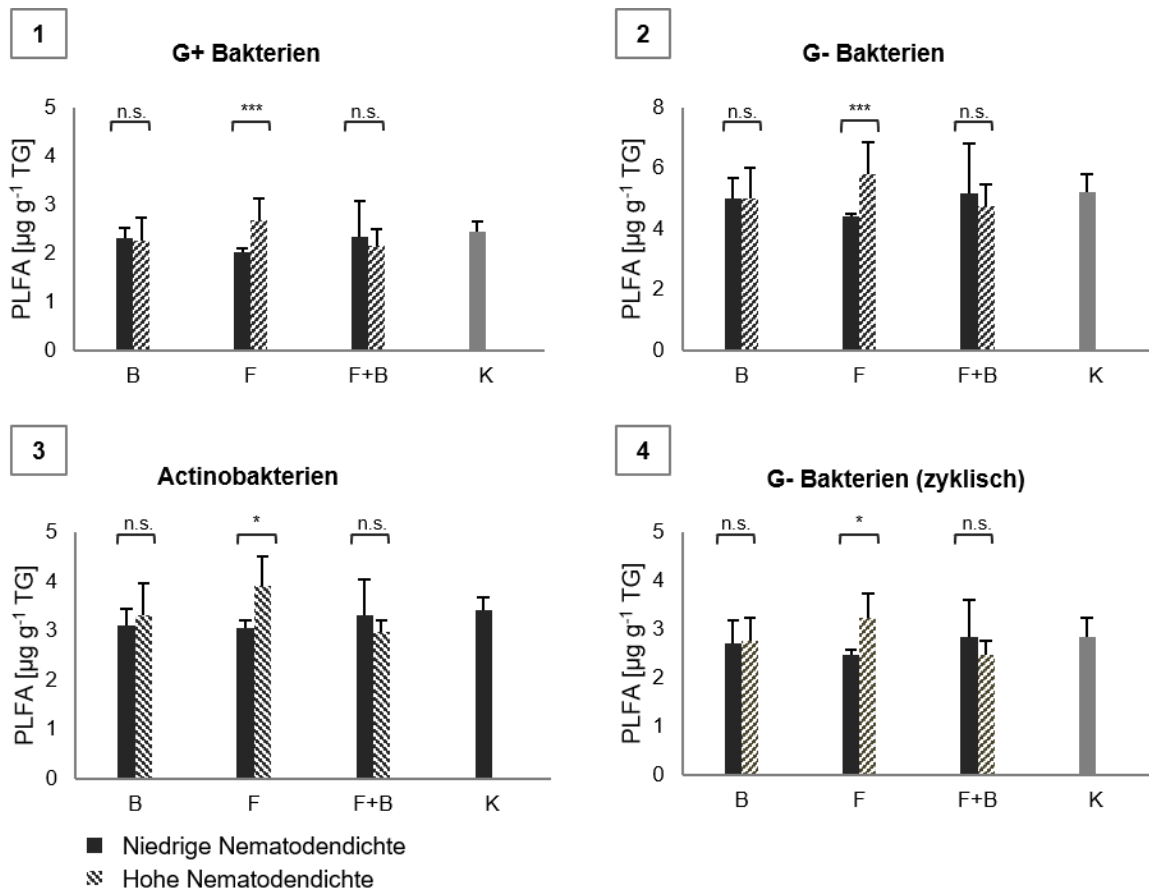 1
G+ Bakterien
PLFA [µg g⁻¹ TG]
5
4
3
2
1
0
n.s.
***
n.s.
B F F+B K
2
G- Bakterien
PLFA [µg g⁻¹ TG]
8
6
4
2
0
n.s.
***
n.s.
B F F+B K
3
Actinobakterien
PLFA [µg g⁻¹ TG]
5
4
3
2
1
0
n.s.
*
n.s.
B F F+B K
4
G- Bakterien (zyklisch)
PLFA [µg g⁻¹ TG]
5
4
3
2
1
0
n.s.
*
n.s.
B F F+B K
Niedrige Nematodendichte
Hohe Nematodendichte